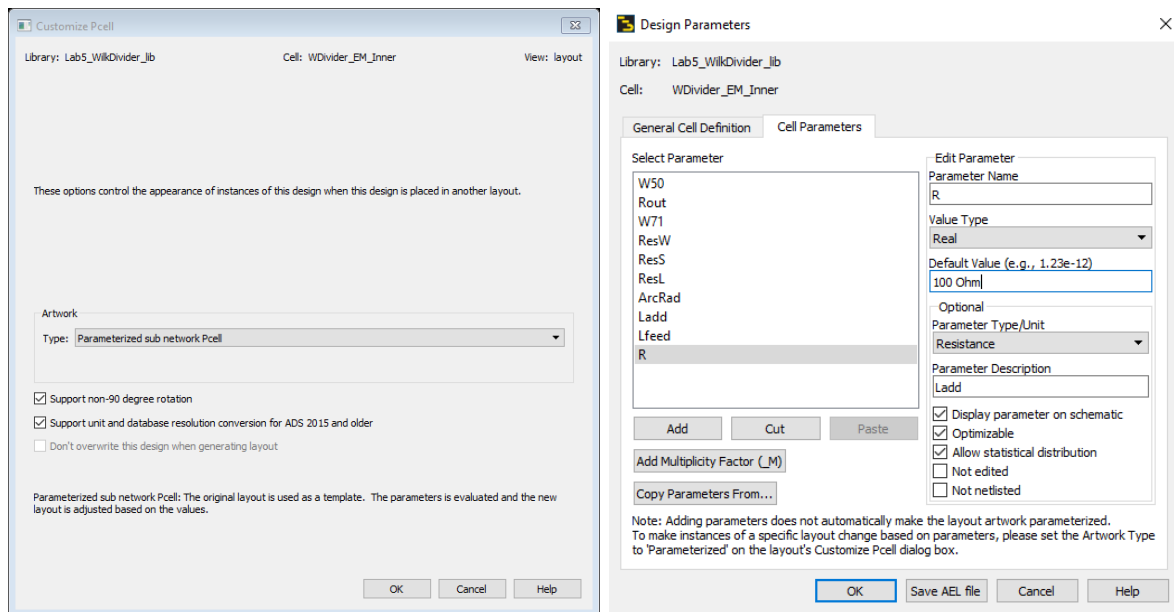 Customize Pcell
Library: Lab5_WilkDivider_lib Cell: WDivider_EM_Inner View: layout
These options control the appearance of instances of this design when this design is placed in another layout.
Artwork
Type: Parameterized sub network Pcell
Support non-90 degree rotation
Support unit and database resolution conversion for ADS 2015 and older
Don't overwrite this design when generating layout
Parameterized sub network Pcell: The original layout is used as a template. The parameters is evaluated and the new
layout is adjusted based on the values.
OK Cancel Help
Design Parameters
Library: Lab5_WilkDivider_lib
Cell: WDivider_EM_Inner
General Cell Definition Cell Parameters
Select Parameter
W50
Rout
W71
ResW
ResS
ResL
ArcRad
Ladd
Lfeed
R
Add Cut Paste
Add Multiplicity Factor (_M)
Copy Parameters From...
Edit Parameter
Parameter Name
R
Value Type
Real
Default Value (e.g., 1.23e-12)
100 Ohm
Optional
Parameter Type/Unit
Resistance
Parameter Description
Ladd
Display parameter on schematic
Optimizable
Allow statistical distribution
Not edited
Not netlisted
Note: Adding parameters does not automatically make the layout artwork parameterized.
To make instances of a specific layout change based on parameters, please set the Artwork Type
to 'Parameterized' on the layout's Customize Pcell dialog box.
OK Save AEL file Cancel Help